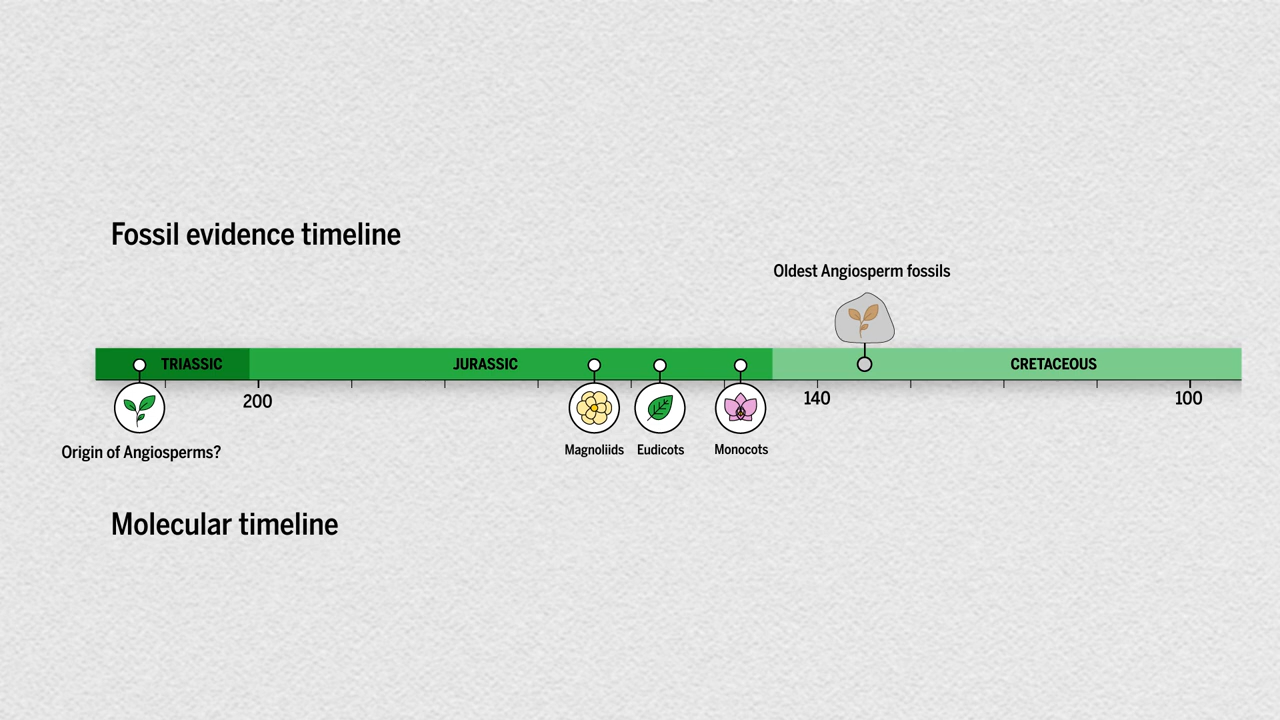 Fossil evidence timeline
Oldest Angiosperm fossils
TRIASSIC
JURASSIC
CRETACEOUS
200
140
100
Origin of Angiosperms?
Magnoliids
Eudicots
Monocots
Molecular timeline